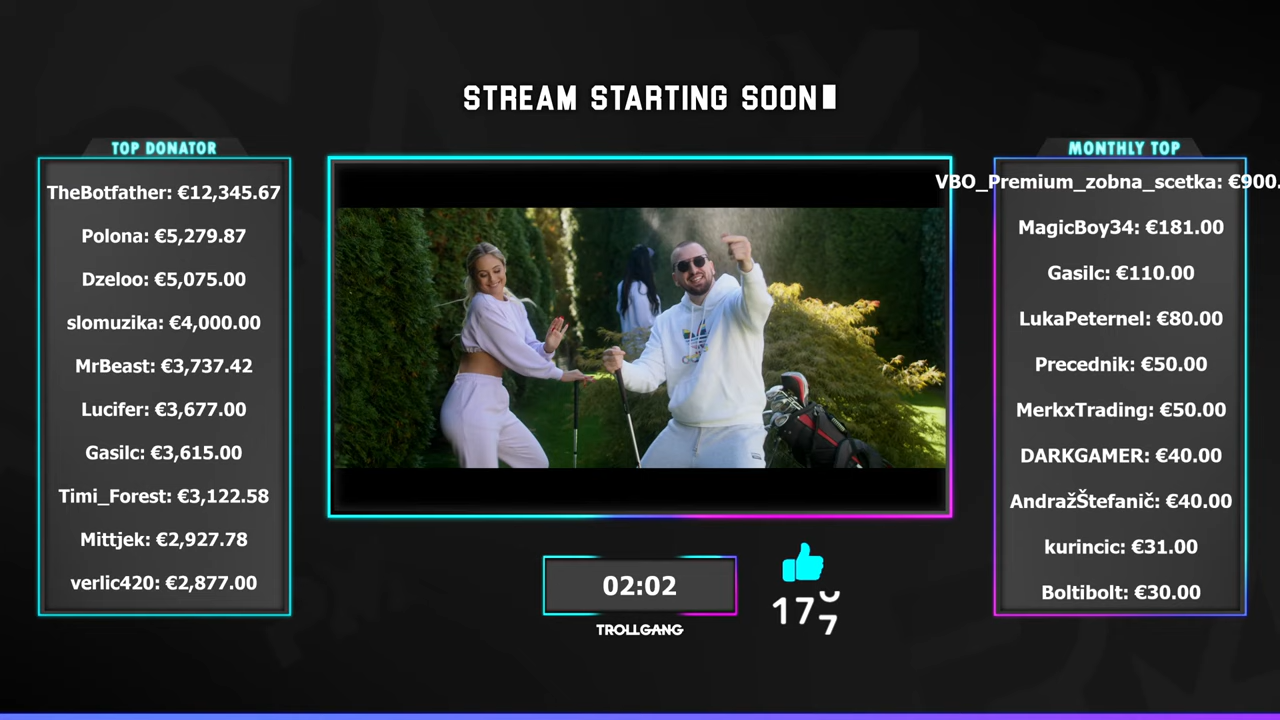 STREAM STARTING SOON
TOP DONATOR
TheBotfather: €12,345.67
Polona: €5,279.87
Dzeloo: €5,075.00
slomuzika: €4,000.00
MrBeast: €3,737.42
Lucifer: €3,677.00
Gasilc: €3,615.00
Timi_Forest: €3,122.58
Mittjek: €2,927.78
verlic420: €2,877.00
MONTHLY TOP
VBO_Premium_zobna_scetka: €900.
MagicBoy34: €181.00
Gasilc: €110.00
LukaPeternel: €80.00
Precednik: €50.00
MerkxTrading: €50.00
DARKGAMER: €40.00
AndražŠtefanič: €40.00
kurincic: €31.00
Boltibolt: €30.00
02:02
TROLLGANG
177